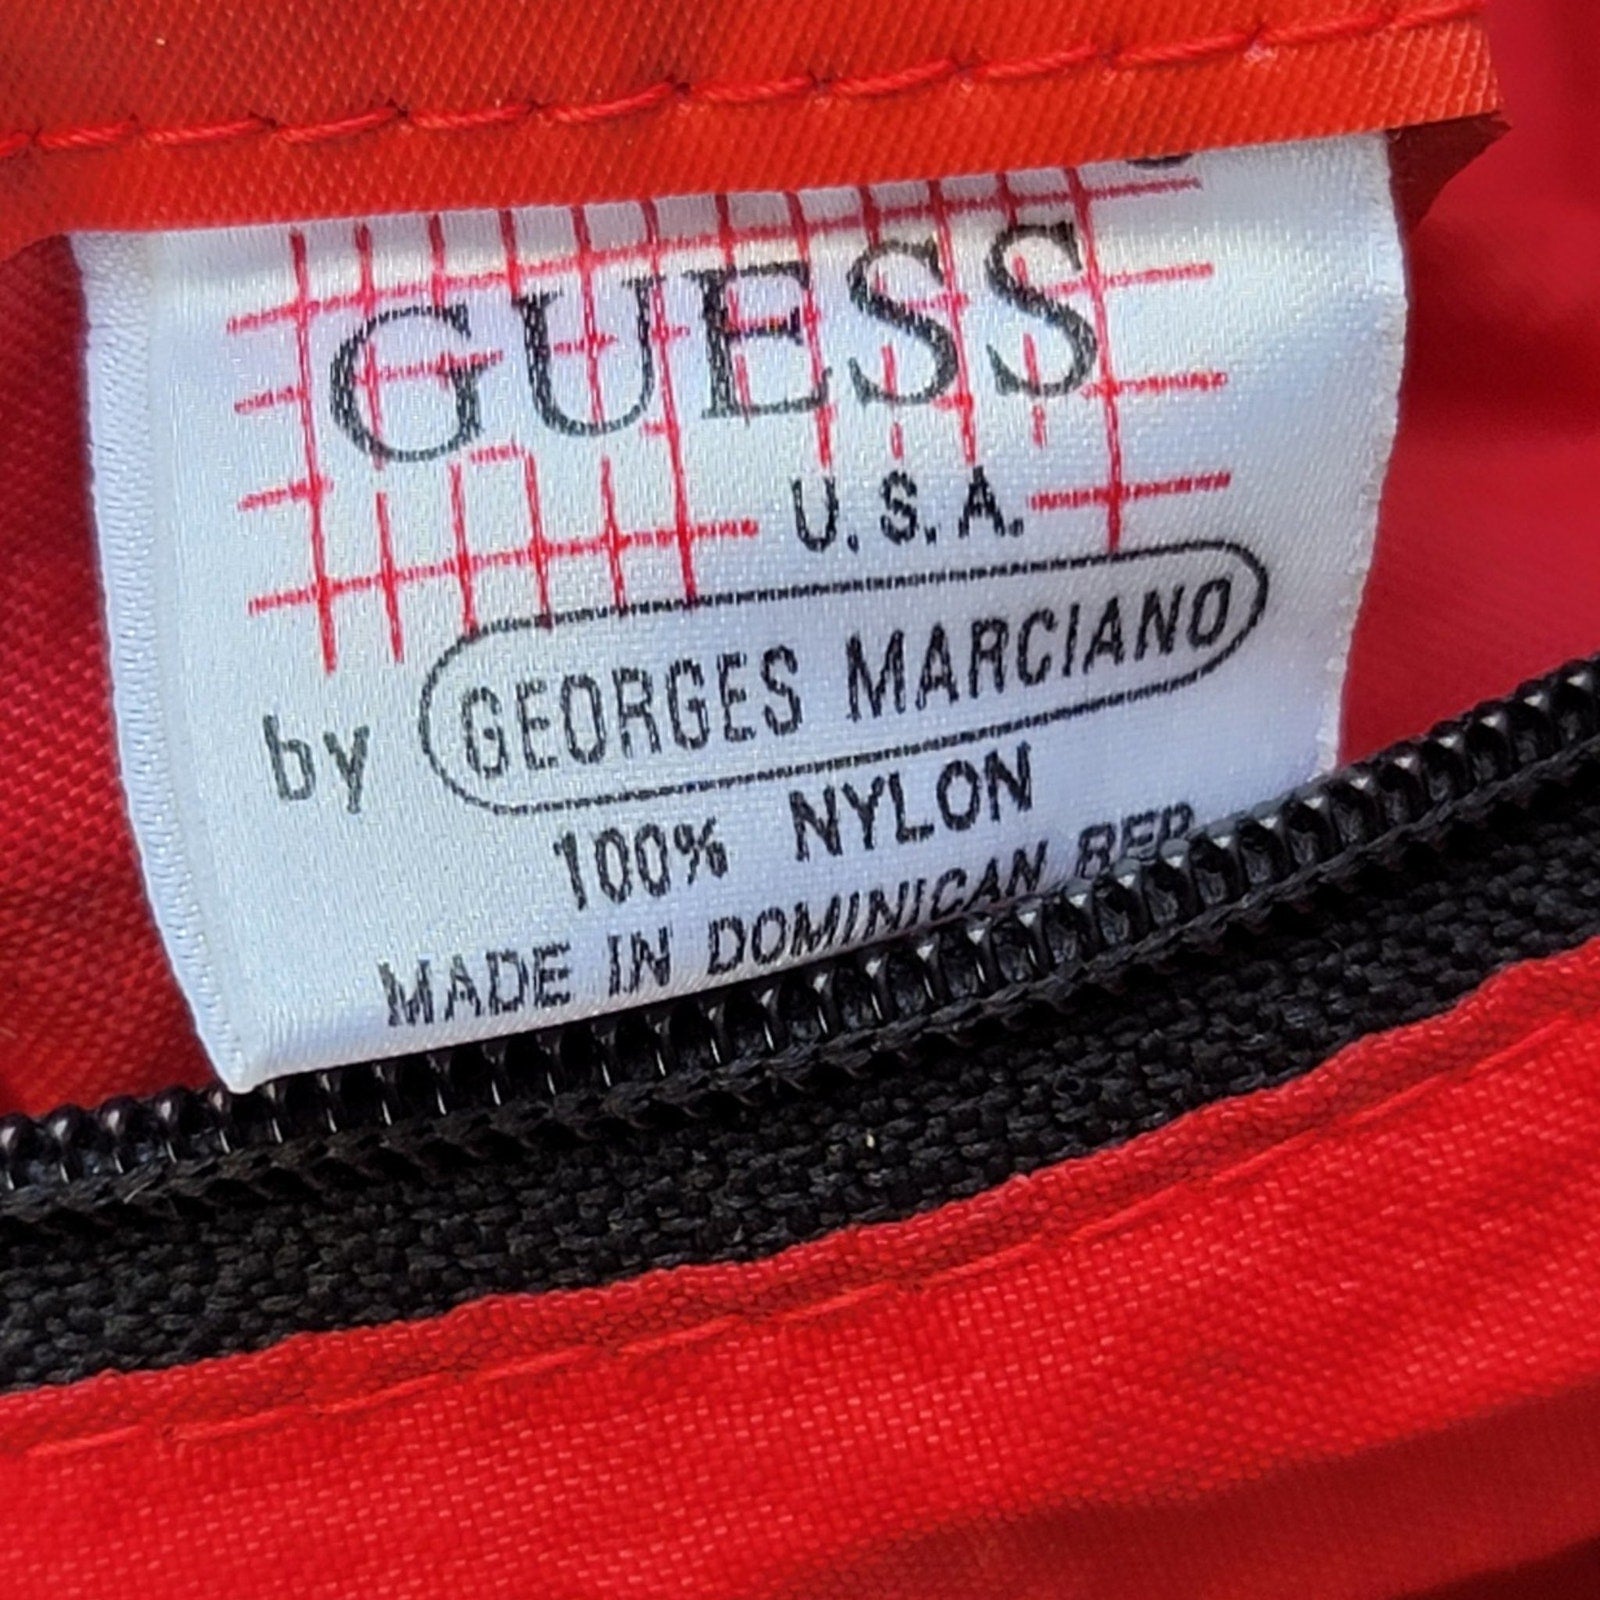 GUESS
U.S.A.
by GEORGES MARCIANO
100% NYLON
MADE IN DOMINICAN REP